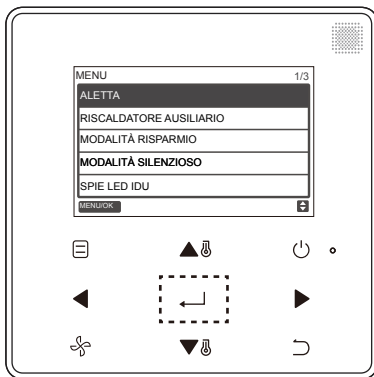 MENU 1/3
ALETTA
RISCALDATORE AUSILIARIO
MODALITÀ RISPARMIO
MODALITÀ SILENZIOSO
SPIE LED IDU
MENU/OK